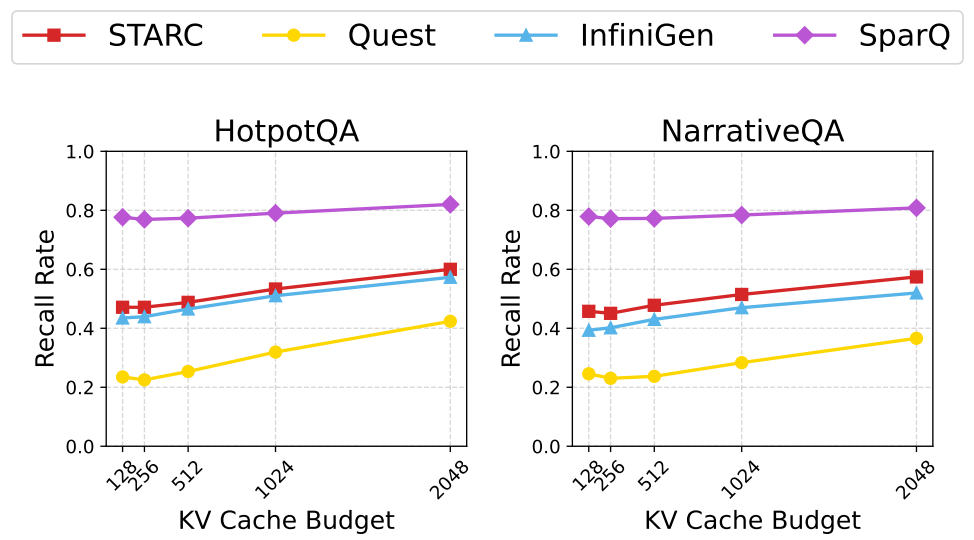 STARC Quest InfiniGen SparQ
HotpotQA
1.0
0.8
0.6
0.4
0.2
0.0
Recall Rate
128 256 512 1024 2048
KV Cache Budget
NarrativeQA
1.0
0.8
0.6
0.4
0.2
0.0
Recall Rate
128 256 512 1024 2048
KV Cache Budget